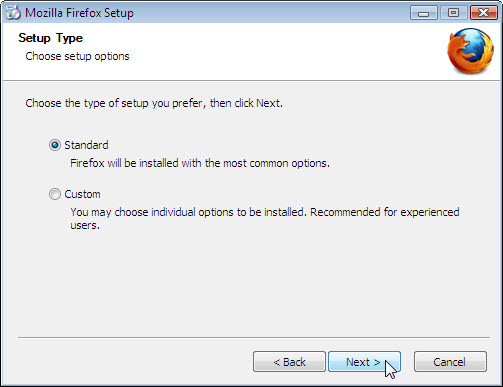 Mozilla Firefox Setup
Setup Type
Choose setup options
Choose the type of setup you prefer, then click Next.
Standard
Firefox will be installed with the most common options.
Custom
You may choose individual options to be installed. Recommended for experienced
users.
< Back
Next >
Cancel